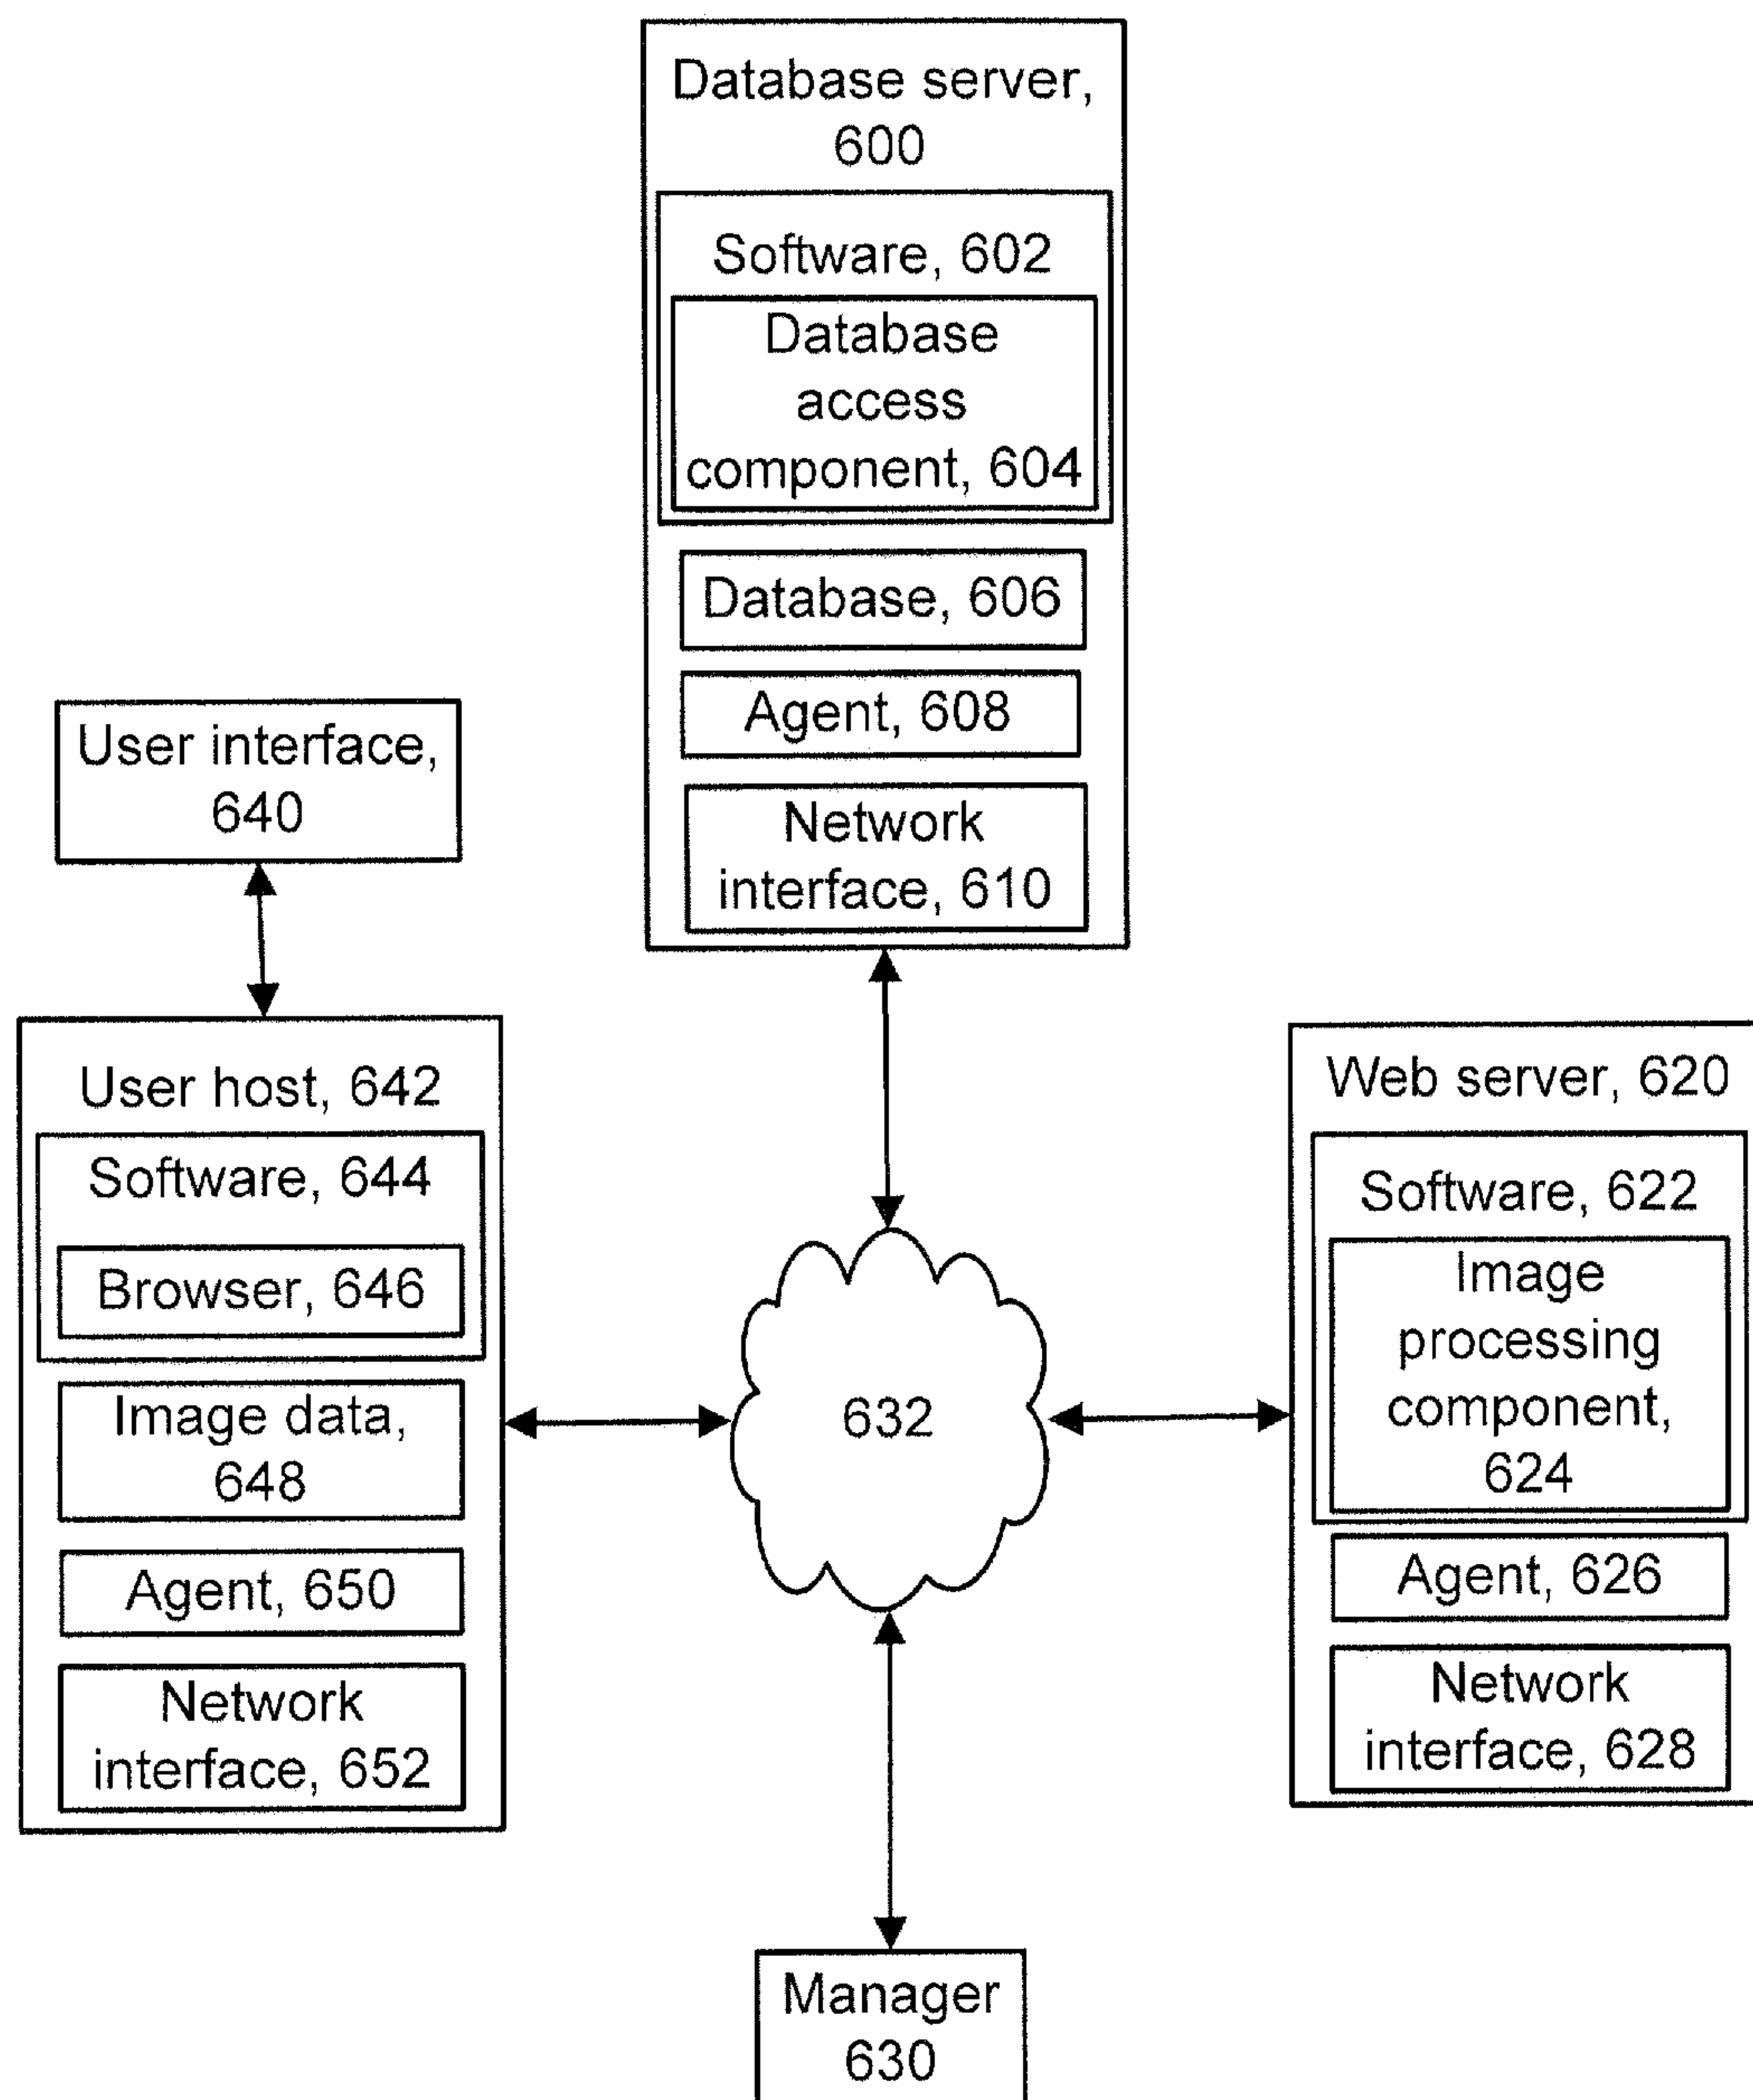 Database server,
600
Software, 602
Database
access
component, 604
Database, 606
Agent, 608
Network
interface, 610
User interface,
640
User host, 642
Software, 644
Browser, 646
Image data,
648
Agent, 650
Network
interface, 652
632
Web server, 620
Software, 622
Image
processing
component,
624
Agent, 626
Network
interface, 628
Manager
630